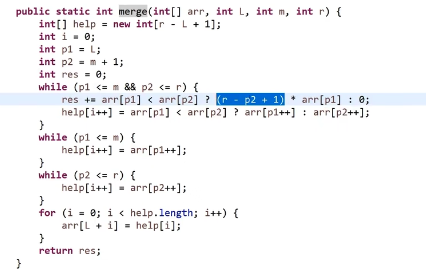 public static int merge(int[] arr, int L, int m, int r) {
    int[] help = new int[r - L + 1];
    int i = 0;
    int p1 = L;
    int p2 = m + 1;
    int res = 0;
    while (p1 <= m && p2 <= r) {
        res += arr[p1] < arr[p2] ? (r - p2 + 1) * arr[p1] : 0;
        help[i++] = arr[p1] < arr[p2] ? arr[p1++] : arr[p2++];
    }
    while (p1 <= m) {
        help[i++] = arr[p1++];
    }
    while (p2 <= r) {
        help[i++] = arr[p2++];
    }
    for (i = 0; i < help.length; i++) {
        arr[L + i] = help[i];
    }
    return res;
}